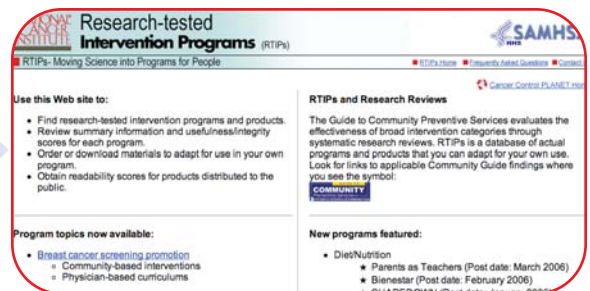 NATIONAL
CANCER
INSTITUTE
Research-tested
Intervention Programs (RTIPs)
SAMHS
HHS
RTIPs- Moving Science into Programs for People
RTIPs Home Frequently Asked Questions Contact
Cancer Control PLANET Hom
Use this Web site to:
• Find research-tested intervention programs and products.
• Review summary information and usefulness/integrity
scores for each program.
• Order or download materials to adapt for use in your own
program.
• Obtain readability scores for products distributed to the
public.
RTIPs and Research Reviews
The Guide to Community Preventive Services evaluates the
effectiveness of broad intervention categories through
systematic research reviews. RTIPs is a database of actual
programs and products that you can adapt for your own use.
Look for links to applicable Community Guide findings where
you see the symbol:
COMMUNITY
Program topics now available:
• Breast cancer screening promotion
Community-based interventions
Physician-based curriculums
New programs featured:
• Diet/Nutrition
★ Parents as Teachers (Post date: March 2006)
★ Bienestar (Post date: February 2006)